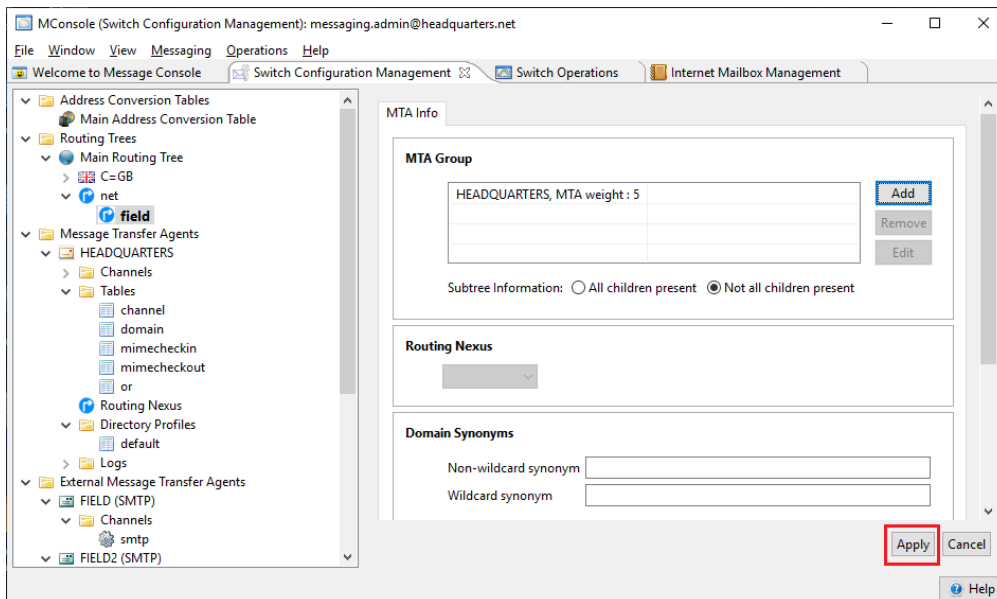 MConsole (Switch Configuration Management): messaging.admin@headquarters.net
File Window View Messaging Operations Help
Welcome to Message Console Switch Configuration Management Switch Operations Internet Mailbox Management
Address Conversion Tables
Main Address Conversion Table
Routing Trees
Main Routing Tree
C=GB
net
field
Message Transfer Agents
HEADQUARTERS
Channels
Tables
channel
domain
mimecheckin
mimecheckout
or
Routing Nexus
Directory Profiles
default
Logs
External Message Transfer Agents
FIELD (SMTP)
Channels
smtp
FIELD2 (SMTP)
MTA Info
MTA Group
HEADQUARTERS, MTA weight : 5
Add
Remove
Edit
Subtree Information: All children present Not all children present
Routing Nexus
Domain Synonyms
Non-wildcard synonym
Wildcard synonym
Apply Cancel
Help